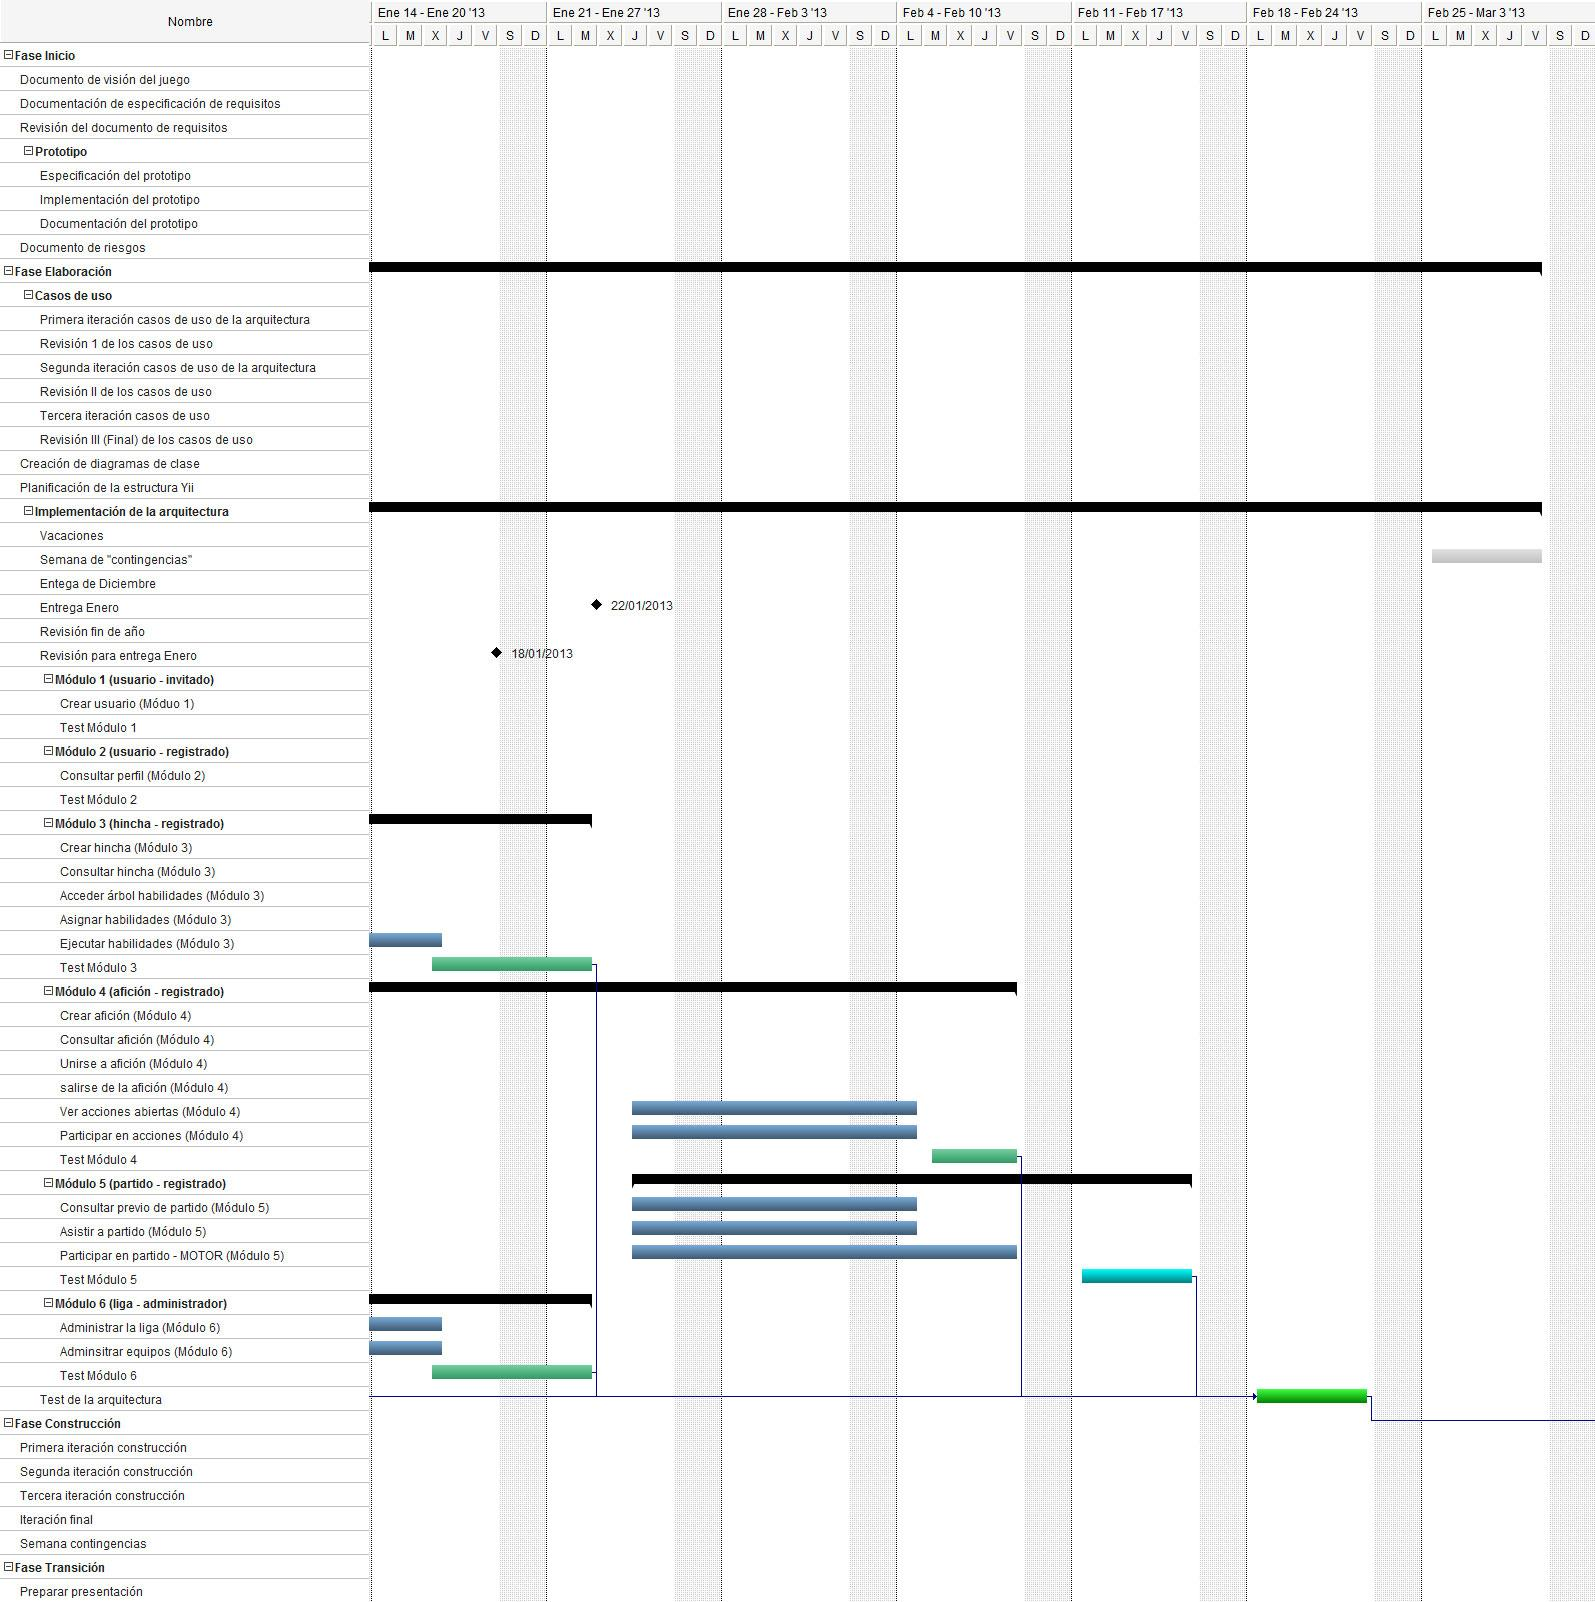 Nombre
Ene 14 - Ene 20 '13 Ene 21 - Ene 27 '13 Ene 28 - Feb 3 '13 Feb 4 - Feb 10 '13 Feb 11 - Feb 17 '13 Feb 18 - Feb 24 '13 Feb 25 - Mar 3 '13
L M X J V S D L M X J V S D L M X J V S D L M X J V S D L M X J V S D L M X J V S D L M X J V S D
Fase Inicio
Documento de visión del juego
Documentación de especificación de requisitos
Revisión del documento de requisitos
Prototipo
Especificación del prototipo
Implementación del prototipo
Documentación del prototipo
Documento de riesgos
Fase Elaboración
Casos de uso
Primera iteración casos de uso de la arquitectura
Revisión 1 de los casos de uso
Segunda iteración casos de uso de la arquitectura
Revisión II de los casos de uso
Tercera iteración casos de uso
Revisión III (Final) de los casos de uso
Creación de diagramas de clase
Planificación de la estructura Yii
Implementación de la arquitectura
Vacaciones
Semana de "contingencias"
Entega de Diciembre
Entrega Enero 22/01/2013
Revisión fin de año
Revisión para entrega Enero 18/01/2013
Módulo 1 (usuario - invitado)
Crear usuario (Móduo 1)
Test Módulo 1
Módulo 2 (usuario - registrado)
Consultar perfil (Módulo 2)
Test Módulo 2
Módulo 3 (hincha - registrado)
Crear hincha (Módulo 3)
Consultar hincha (Módulo 3)
Acceder árbol habilidades (Módulo 3)
Asignar habilidades (Módulo 3)
Ejecutar habilidades (Módulo 3)
Test Módulo 3
Módulo 4 (afición - registrado)
Crear afición (Módulo 4)
Consultar afición (Módulo 4)
Unirse a afición (Módulo 4)
salirse de la afición (Módulo 4)
Ver acciones abiertas (Módulo 4)
Participar en acciones (Módulo 4)
Test Módulo 4
Módulo 5 (partido - registrado)
Consultar previo de partido (Módulo 5)
Asistir a partido (Módulo 5)
Participar en partido - MOTOR (Módulo 5)
Test Módulo 5
Módulo 6 (liga - administrador)
Administrar la liga (Módulo 6)
Adminsitrar equipos (Módulo 6)
Test Módulo 6
Test de la arquitectura
Fase Construcción
Primera iteración construcción
Segunda iteración construcción
Tercera iteración construcción
Iteración final
Semana contingencias
Fase Transición
Preparar presentación